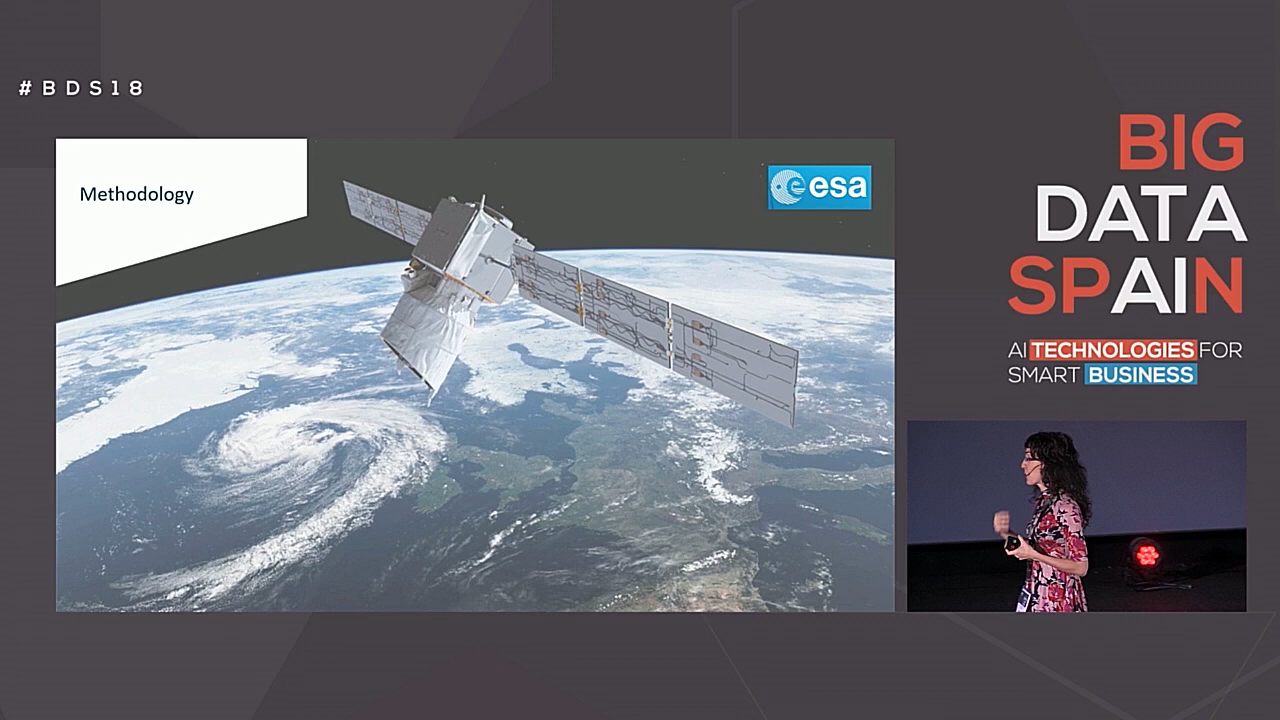 #BDS18
Methodology
esa
BIG
DATA
SPAIN
AI TECHNOLOGIES FOR
SMART BUSINESS